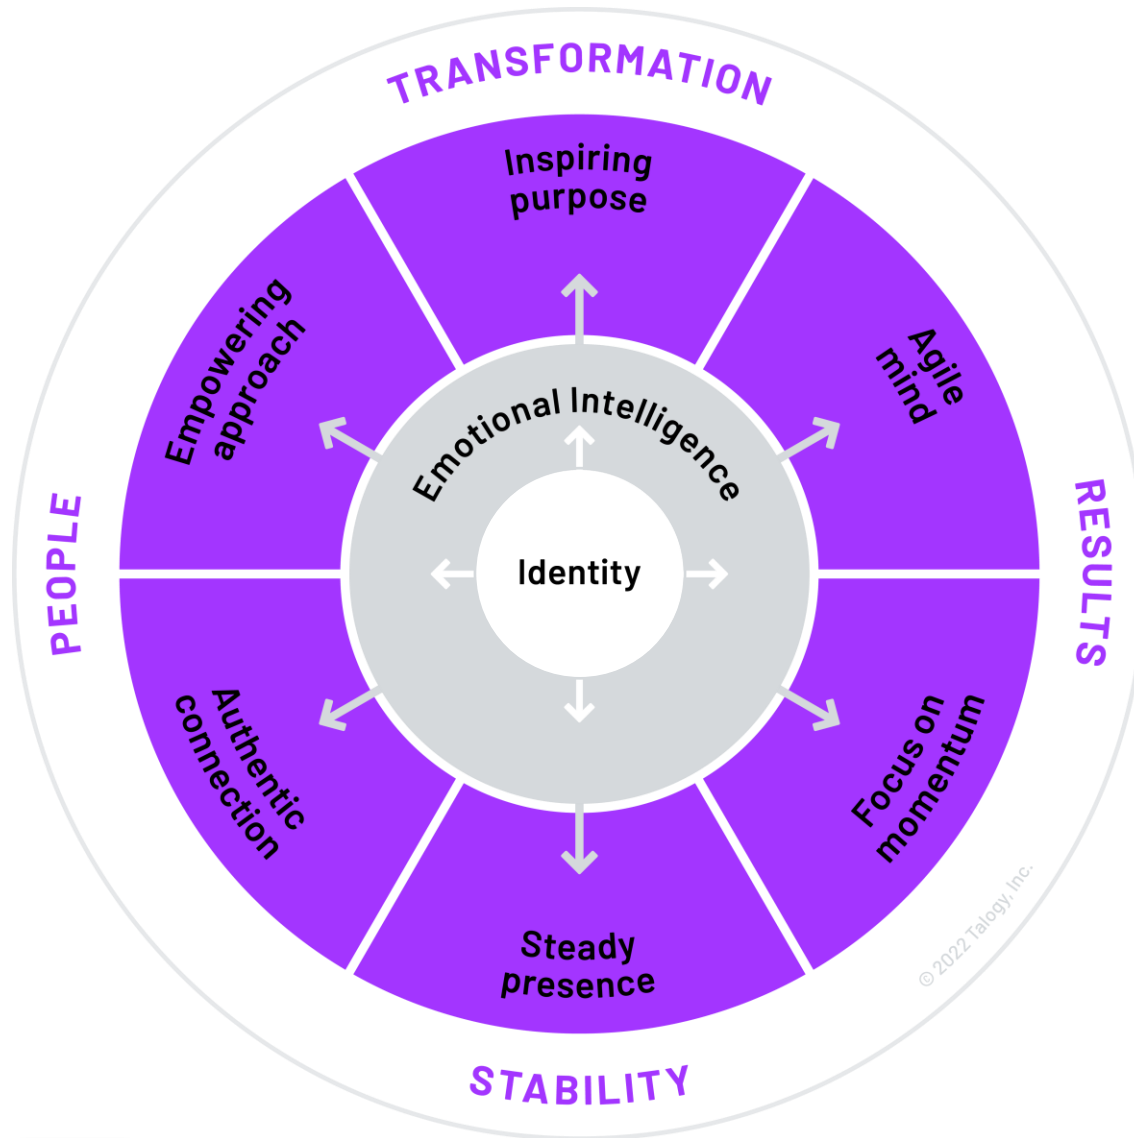 TRANSFORMATION
Inspiring
purpose
Empowering
approach
Agile
mind
Emotional Intelligence
PEOPLE
Identity
RESULTS
Authentic
connection
Focus on
momentum
Steady
presence
© 2022 Talogy, Inc.
STABILITY